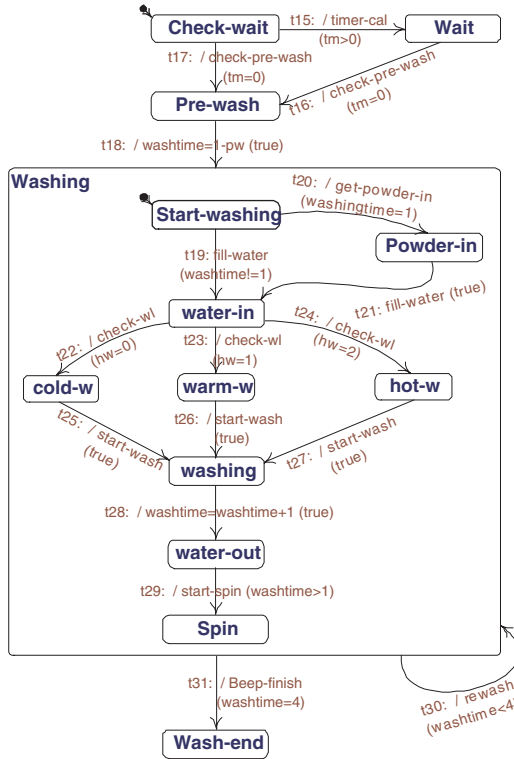 Check-wait
t15: / timer-cal
(tm>0)
Wait
t17: / check-pre-wash
(tm=0)
t16: / check-pre-wash
(tm=0)
Pre-wash
t18: / washtime=1-pw (true)
Washing
t20: / get-powder-in
(washingtime=1)
Start-washing
Powder-in
t19: fill-water
(washtime!=1)
t21: fill-water (true)
water-in
t22: / check-wl
(hw=0)
t23: / check-wl
(hw=1)
t24: / check-wl
(hw=2)
cold-w
warm-w
hot-w
t25: / start-wash
(true)
t26: / start-wash
(true)
t27: / start-wash
(true)
washing
t28: / washtime=washtime+1 (true)
water-out
t29: / start-spin (washtime>1)
Spin
t31: / Beep-finish
(washtime=4)
t30: / rewash
(washtime<4)
Wash-end